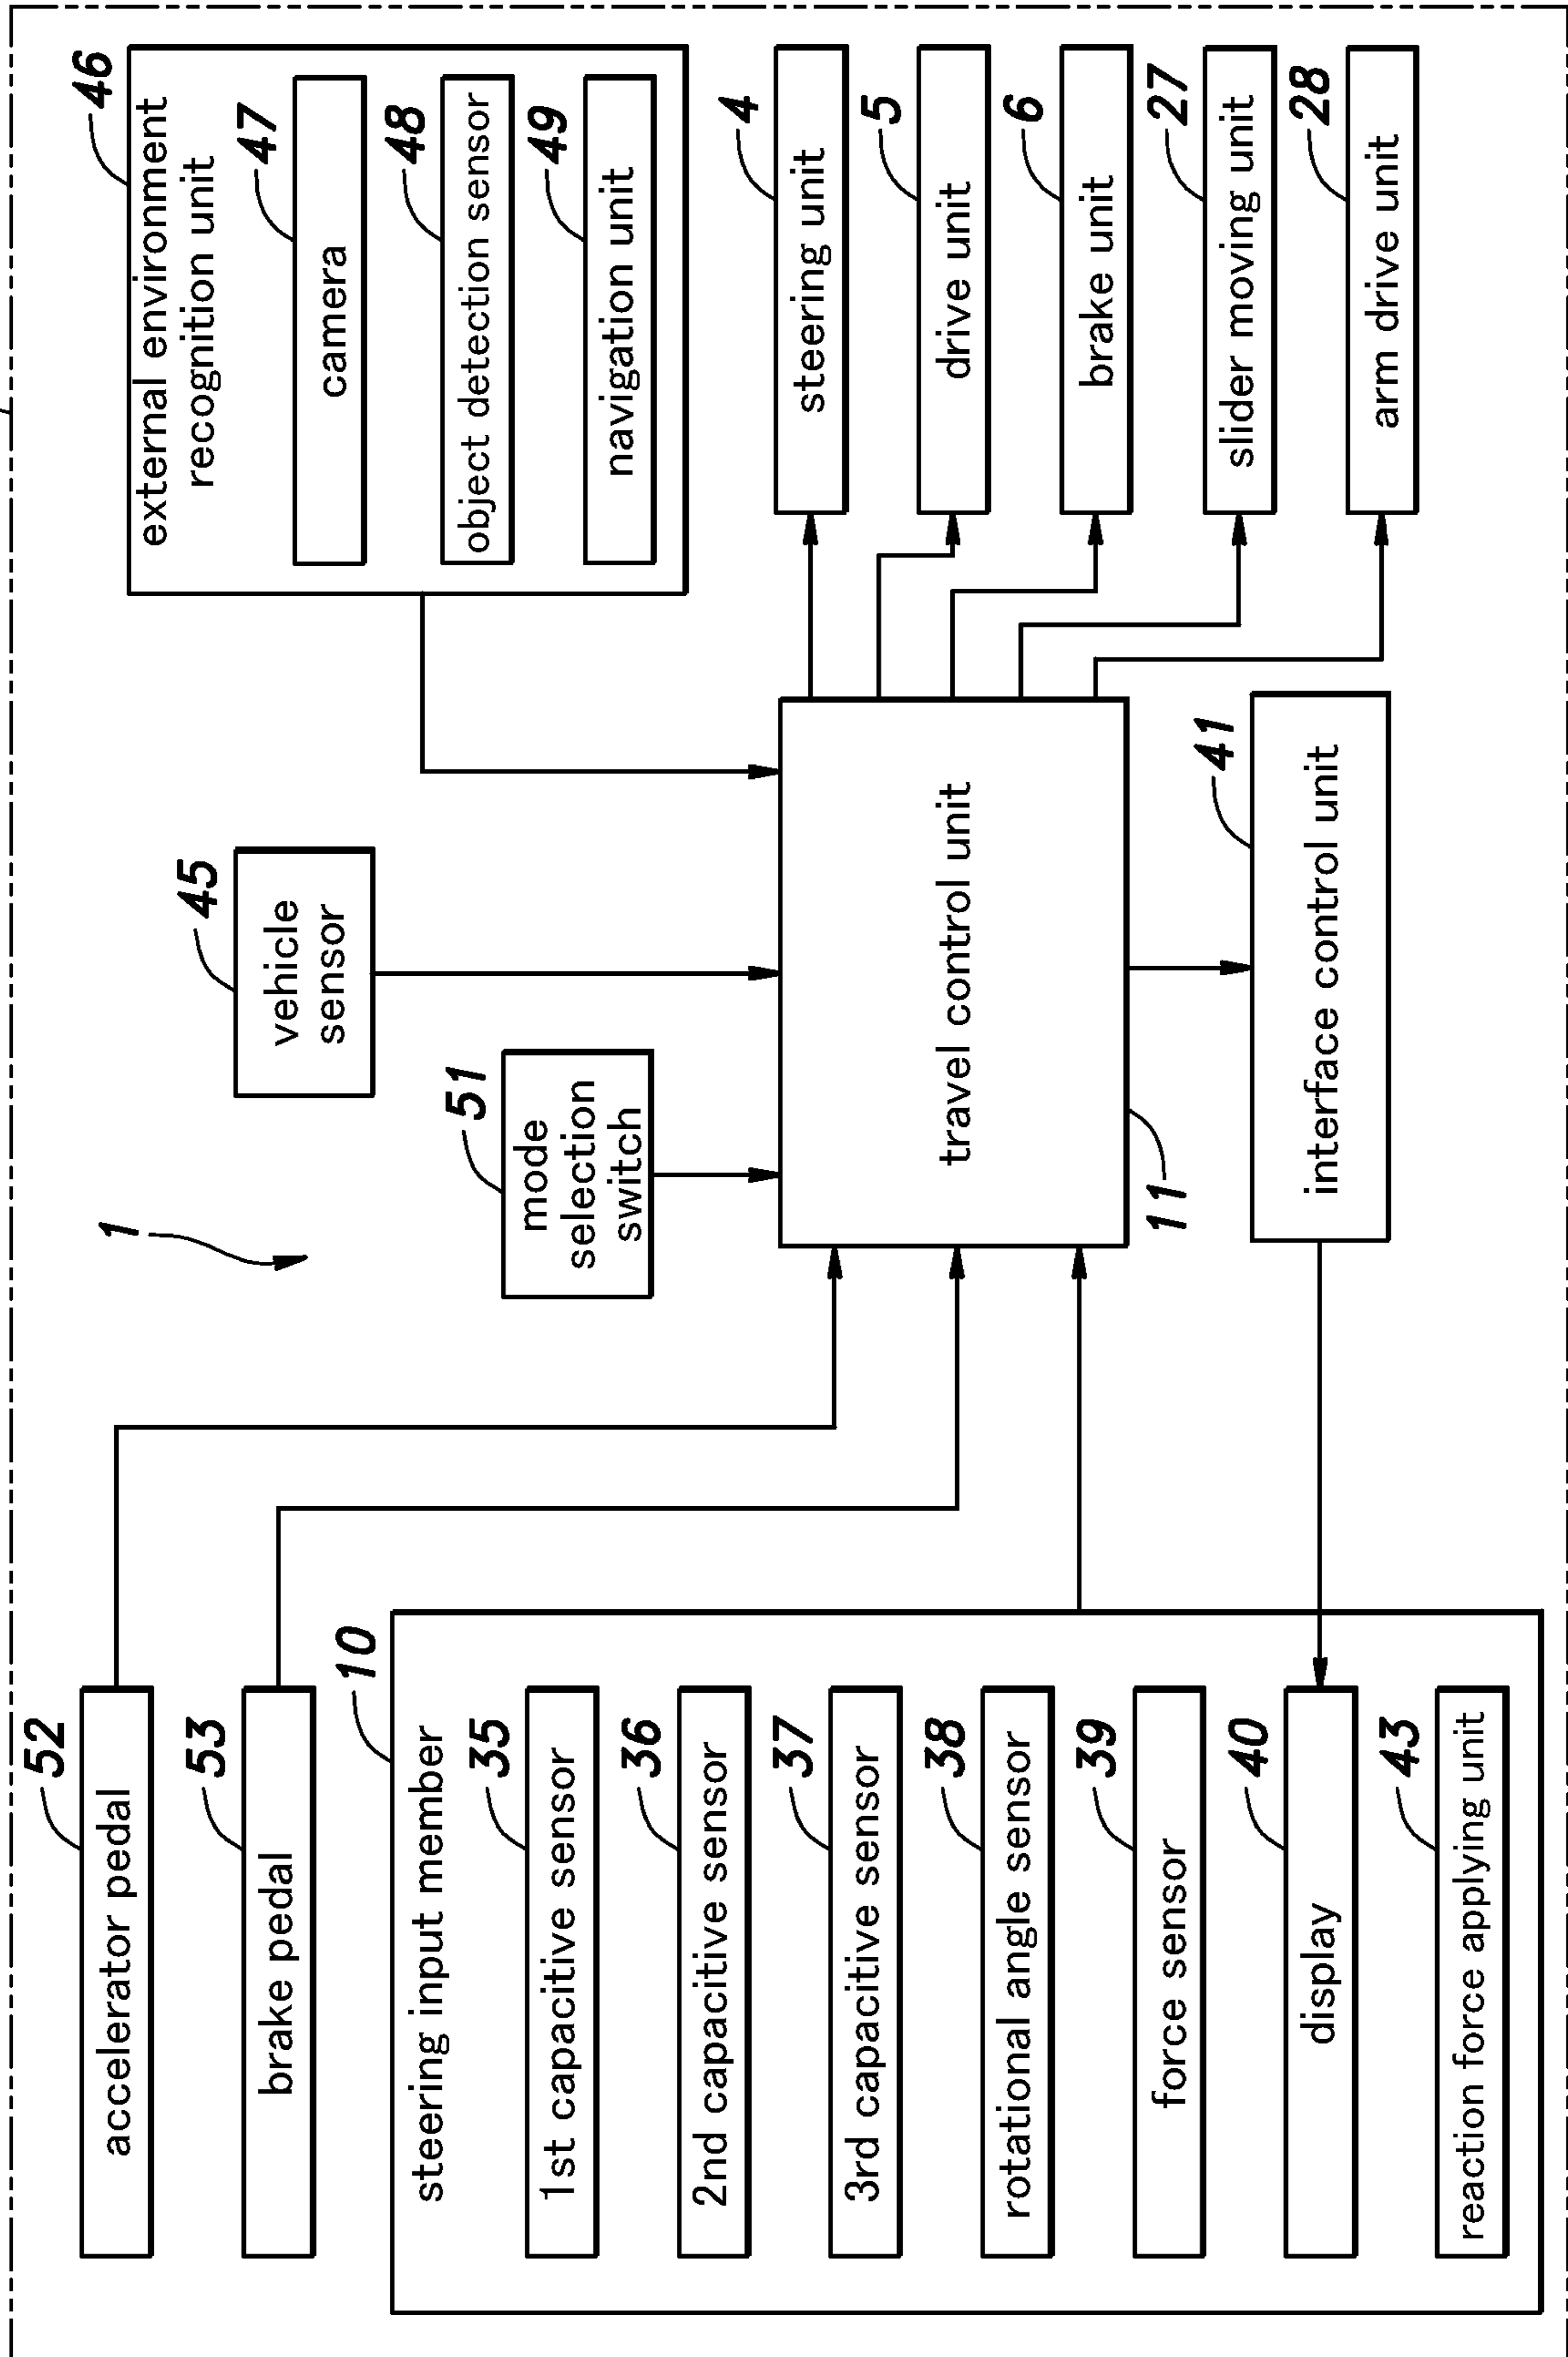 52
accelerator pedal
53
brake pedal
10
steering input member
35
1st capacitive sensor
36
2nd capacitive sensor
37
3rd capacitive sensor
38
rotational angle sensor
39
force sensor
40
display
43
reaction force applying unit
1
51
mode
selection
switch
45
vehicle
sensor
travel control unit
11
41
interface control unit
46
external environment
recognition unit
47
camera
48
object detection sensor
49
navigation unit
4
steering unit
5
drive unit
6
brake unit
27
slider moving unit
28
arm drive unit